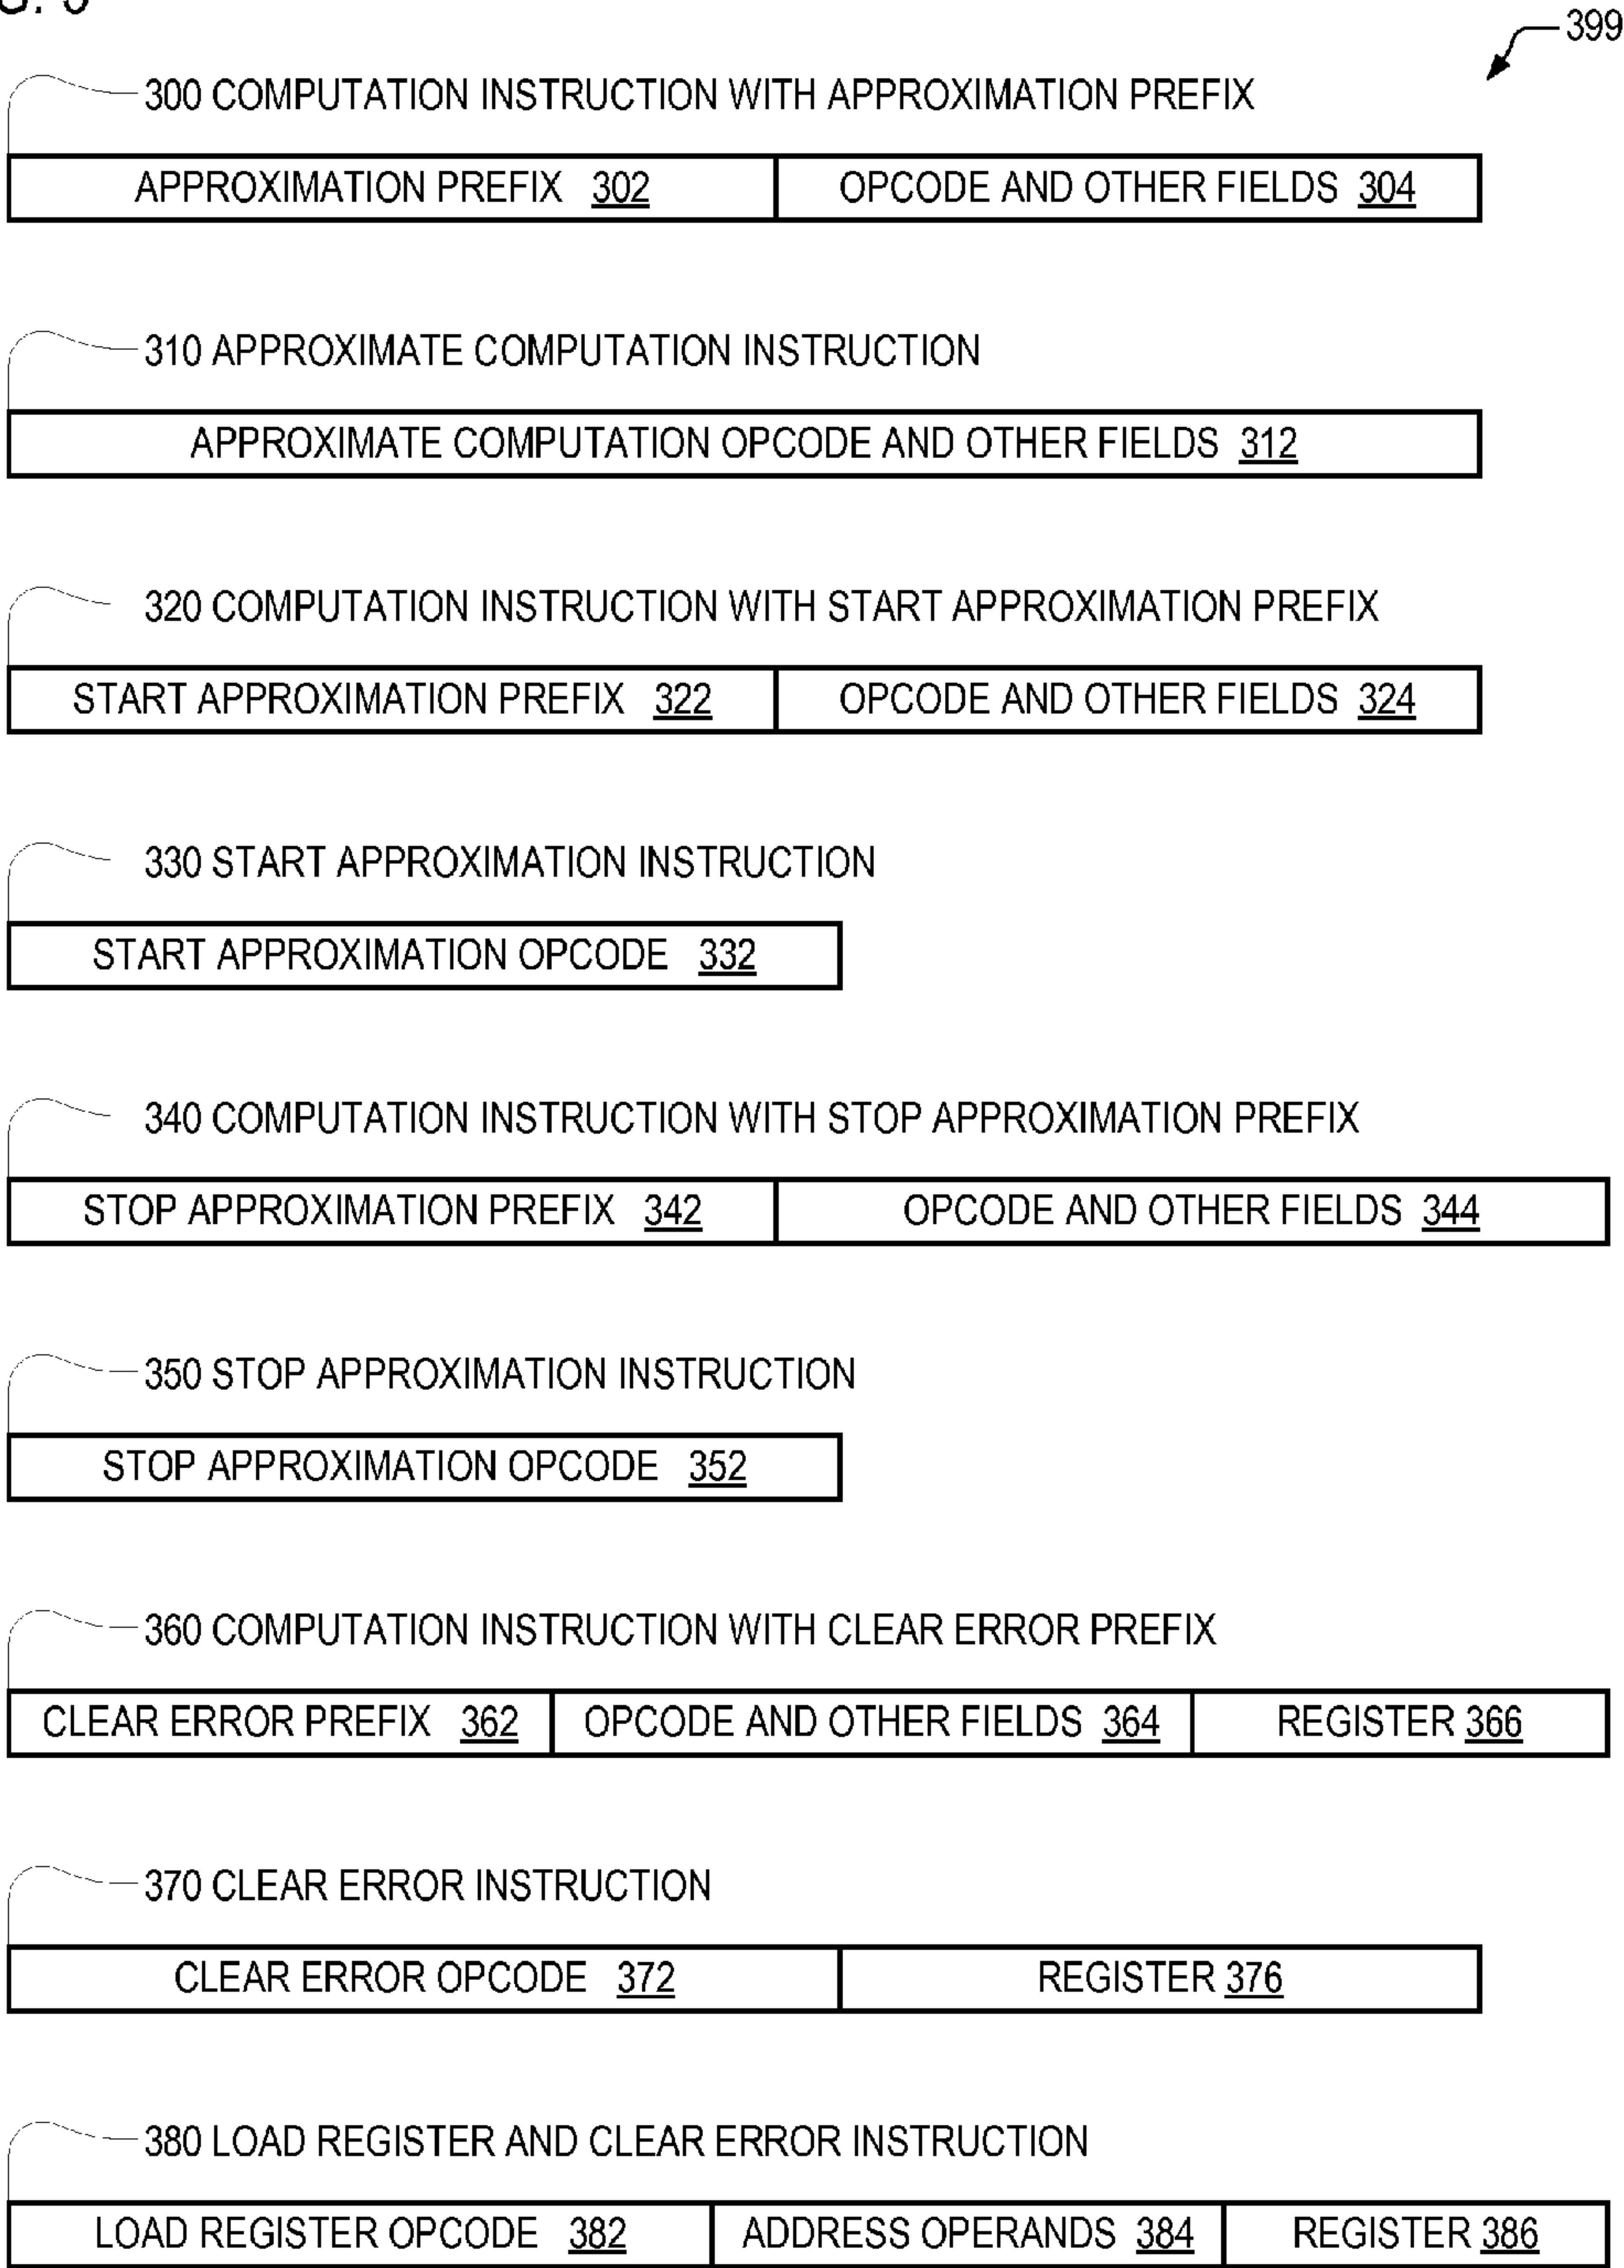 399
300 COMPUTATION INSTRUCTION WITH APPROXIMATION PREFIX
APPROXIMATION PREFIX 302 OPCODE AND OTHER FIELDS 304
310 APPROXIMATE COMPUTATION INSTRUCTION
APPROXIMATE COMPUTATION OPCODE AND OTHER FIELDS 312
320 COMPUTATION INSTRUCTION WITH START APPROXIMATION PREFIX
START APPROXIMATION PREFIX 322 OPCODE AND OTHER FIELDS 324
330 START APPROXIMATION INSTRUCTION
START APPROXIMATION OPCODE 332
340 COMPUTATION INSTRUCTION WITH STOP APPROXIMATION PREFIX
STOP APPROXIMATION PREFIX 342 OPCODE AND OTHER FIELDS 344
350 STOP APPROXIMATION INSTRUCTION
STOP APPROXIMATION OPCODE 352
360 COMPUTATION INSTRUCTION WITH CLEAR ERROR PREFIX
CLEAR ERROR PREFIX 362 OPCODE AND OTHER FIELDS 364 REGISTER 366
370 CLEAR ERROR INSTRUCTION
CLEAR ERROR OPCODE 372 REGISTER 376
380 LOAD REGISTER AND CLEAR ERROR INSTRUCTION
LOAD REGISTER OPCODE 382 ADDRESS OPERANDS 384 REGISTER 386